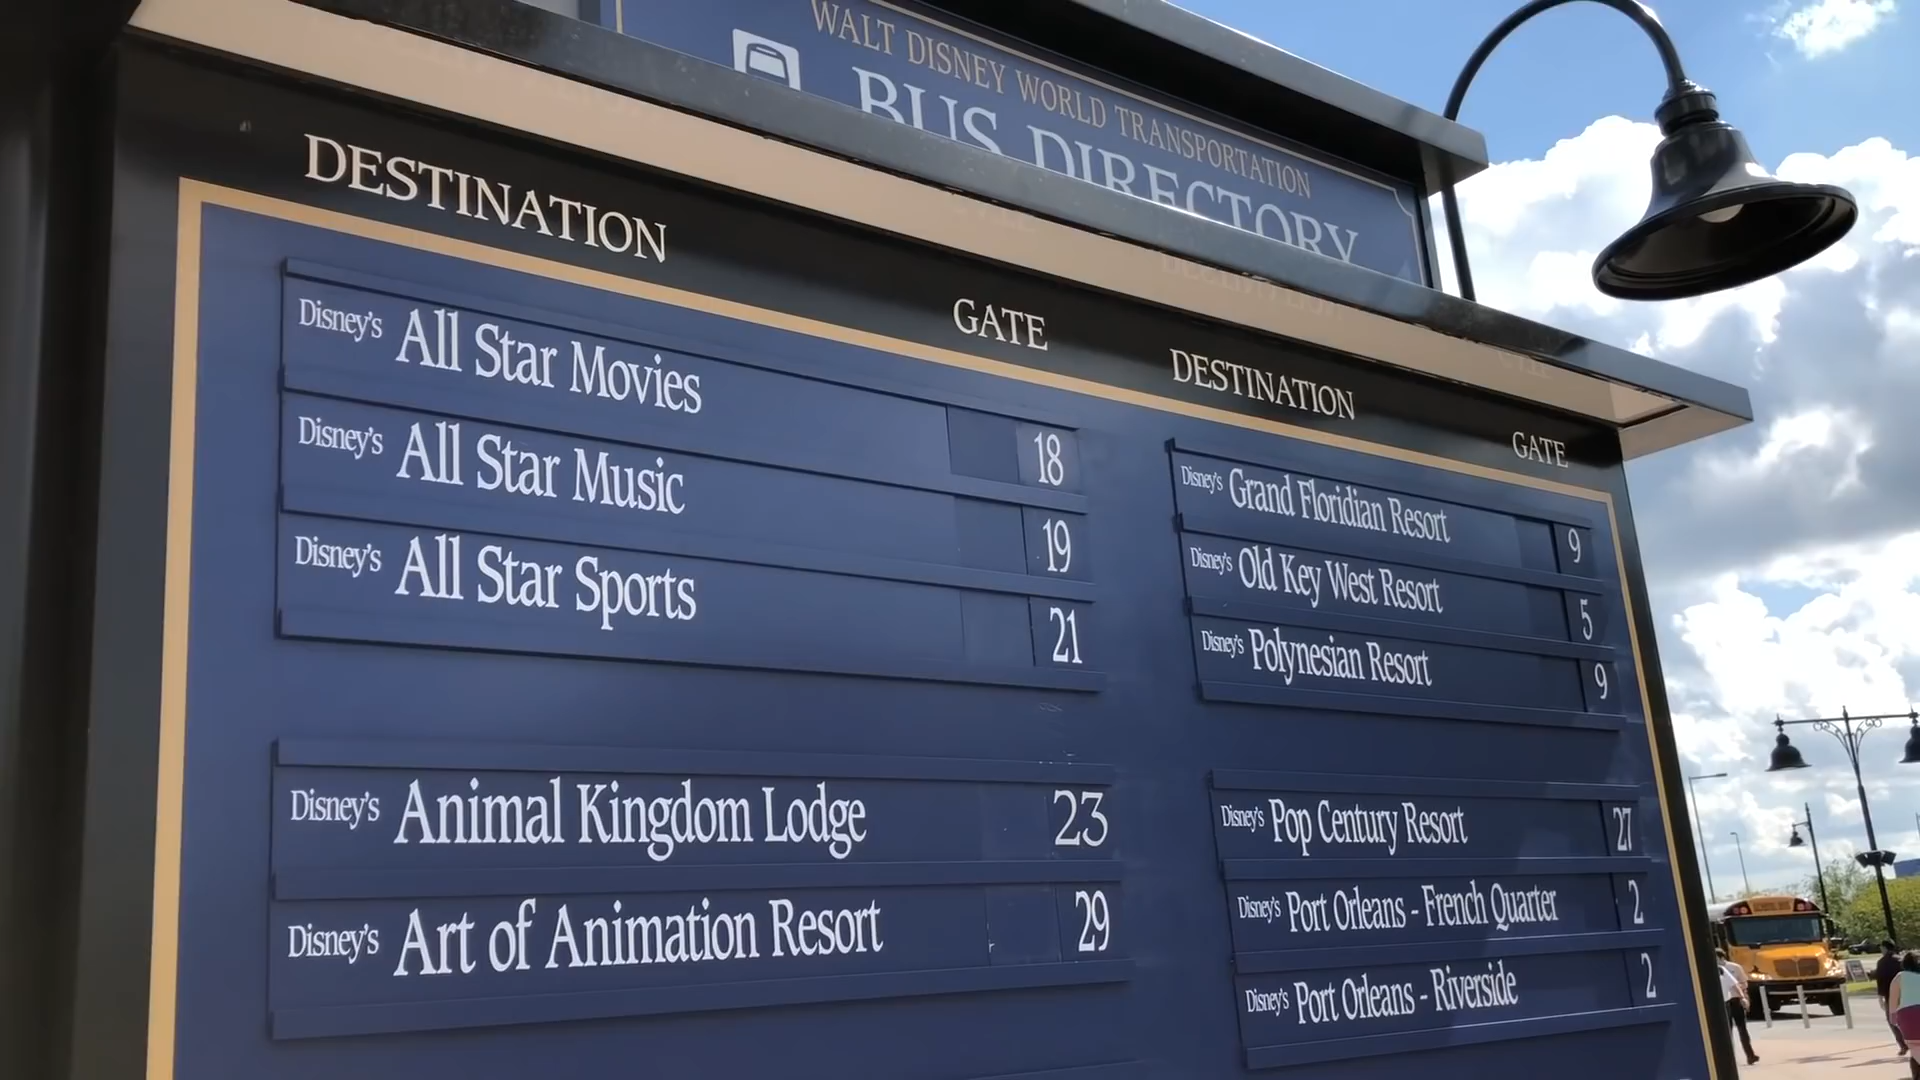 WALT DISNEY WORLD TRANSPORTATION
BUS DIRECTORY
DESTINATION GATE
Disney's All Star Movies 18
Disney's All Star Music 19
Disney's All Star Sports 21
Disney's Animal Kingdom Lodge 23
Disney's Art of Animation Resort 29
DESTINATION GATE
Disney's Grand Floridian Resort 9
Disney's Old Key West Resort 5
Disney's Polynesian Resort 9
Disney's Pop Century Resort 27
Disney's Port Orleans - French Quarter 2
Disney's Port Orleans - Riverside 2